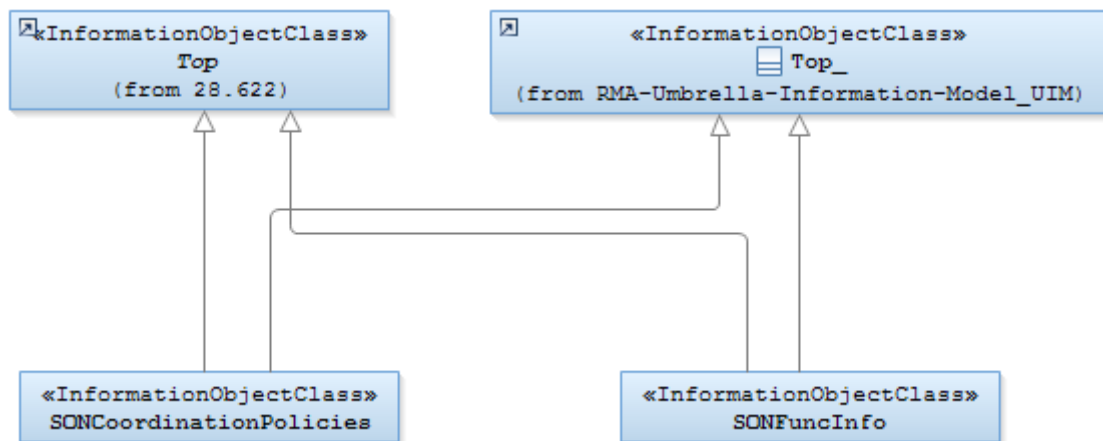 «InformationObjectClass»
Top
(from 28.622)
«InformationObjectClass»
Top_
(from RMA-Umbrella-Information-Model_UIM)
«InformationObjectClass»
SONCoordinationPolicies
«InformationObjectClass»
SONFuncInfo